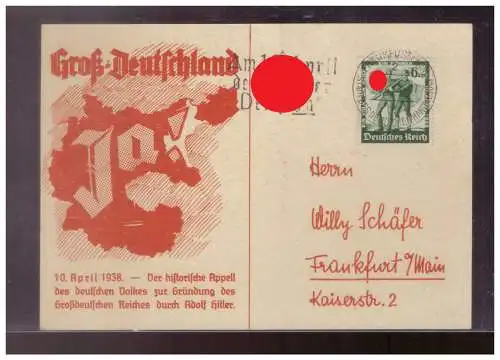 Groß-Deutschland
Ja!
10. April 1938. — Der historische Appell
des deutschen Volkes zur Gründung des
Großdeutschen Reiches durch Adolf Hitler.
Am
6
Deutsches Reich
Herrn
Willy Schäfer
Frankfurt a/Main
Kaiserstr. 2